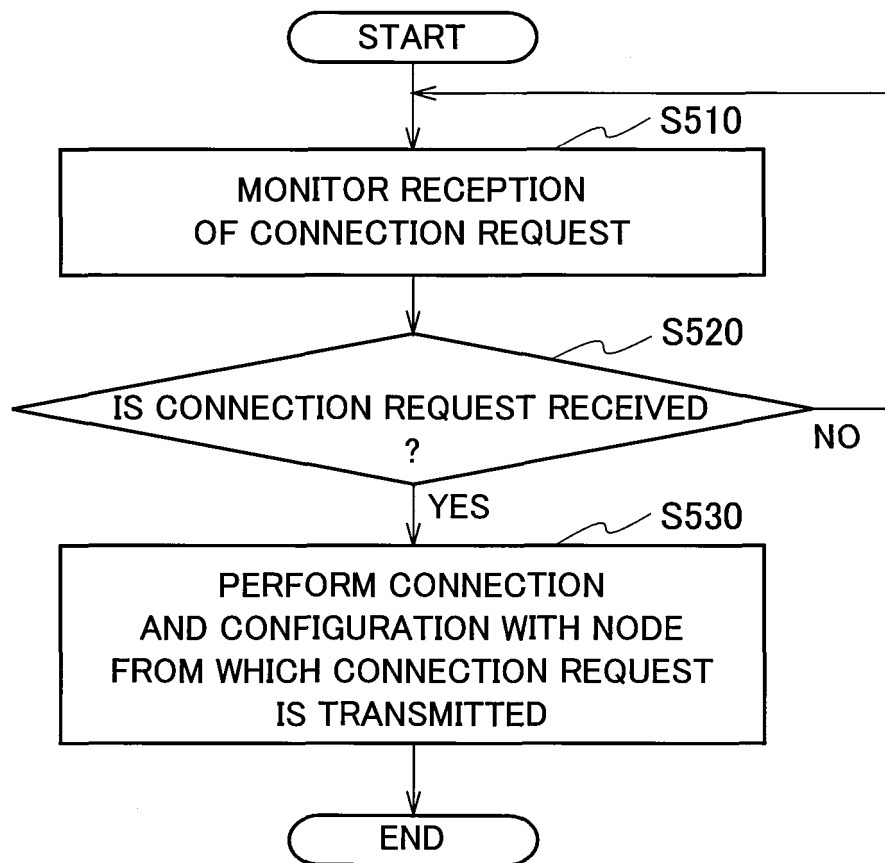 START
S510
MONITOR RECEPTION
OF CONNECTION REQUEST
S520
IS CONNECTION REQUEST RECEIVED
?
NO
YES
S530
PERFORM CONNECTION
AND CONFIGURATION WITH NODE
FROM WHICH CONNECTION REQUEST
IS TRANSMITTED
END